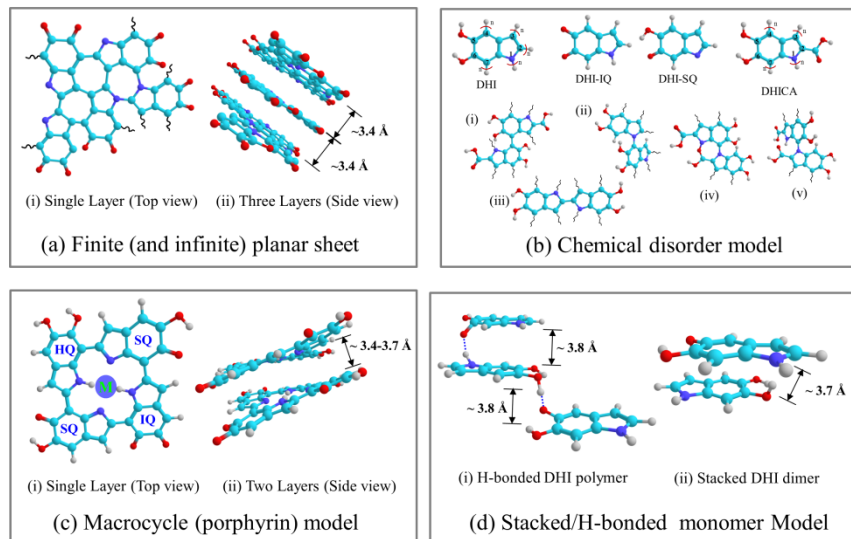 ~3.4 Å
~3.4 Å
(i) Single Layer (Top view)
(ii) Three Layers (Side view)
(a) Finite (and infinite) planar sheet
n
n
n
n
n
n
n
DHI
DHI-IQ
DHI-SQ
DHICA
(i)
(ii)
(iii)
(iv)
(v)
(b) Chemical disorder model
HQ
SQ
M
SQ
IQ
~ 3.4-3.7 Å
(i) Single Layer (Top view)
(ii) Two Layers (Side view)
(c) Macrocycle (porphyrin) model
~ 3.8 Å
~ 3.8 Å
~ 3.7 Å
(i) H-bonded DHI polymer
(ii) Stacked DHI dimer
(d) Stacked/H-bonded monomer Model